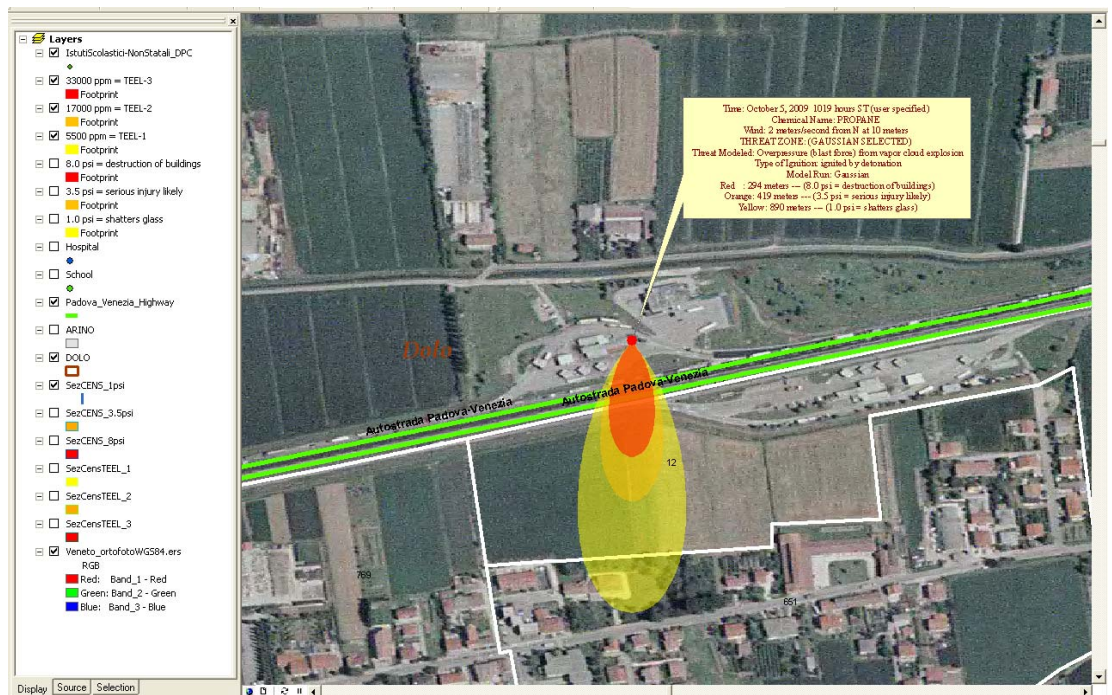 Layers
IstutiScolastici-NonStatali_DPC
33000 ppm = TEEL-3
Footprint
17000 ppm = TEEL-2
Footprint
5500 ppm = TEEL-1
Footprint
8.0 psi = destruction of buildings
Footprint
3.5 psi = serious injury likely
Footprint
1.0 psi = shatters glass
Footprint
Hospital
School
Padova_Venezia_Highway
ARINO
DOLO
SezCENS_1psi
SezCENS_3.5psi
SezCENS_8psi
SezCensTEEL_1
SezCensTEEL_2
SezCensTEEL_3
Veneto_ortofotoWGS84.ers
RGB
Red: Band_1 - Red
Green: Band_2 - Green
Blue: Band_3 - Blue
Display Source Selection
Time: October 5, 2009 1019 hours ST (user specified)
Chemical Name: PROPANE
Wind: 2 meters/second from N at 10 meters
THREAT ZONE: (GAUSSIAN SELECTED)
Threat Modeled: Overpressure (blast force) from vapor cloud explosion
Type of Ignition: ignited by detonation
Model Run: Gaussian
Red : 294 meters --- (8.0 psi = destruction of buildings)
Orange: 419 meters --- (3.5 psi = serious injury likely)
Yellow: 890 meters --- (1.0 psi = shatters glass)
Dolo
Autostrada Padova-Venezia
Autostrada Padova-Venezia
12
769
651